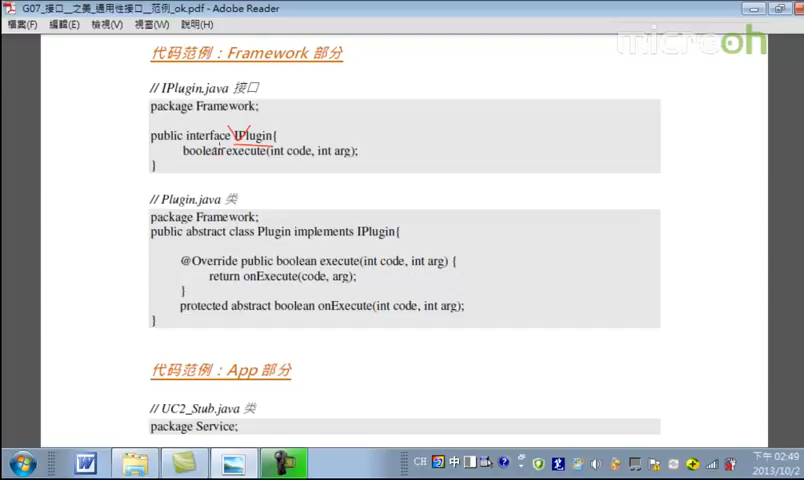 G07_接口__之美_通用性接口_范例_ok.pdf - Adobe Reader
檔案(F) 編輯(E) 檢視(V) 視窗(W) 說明(H)
microoh
代码范例：Framework 部分
// IPlugin.java 接口
package Framework;
public interface IPlugin{
boolean execute(int code, int arg);
}
// Plugin.java 类
package Framework;
public abstract class Plugin implements IPlugin{
@Override public boolean execute(int code, int arg) {
return onExecute(code, arg);
}
protected abstract boolean onExecute(int code, int arg);
}
代码范例：App 部分
// UC2_Stub.java 类
package Service;
CH 中
下午 02:49
2013/10/2